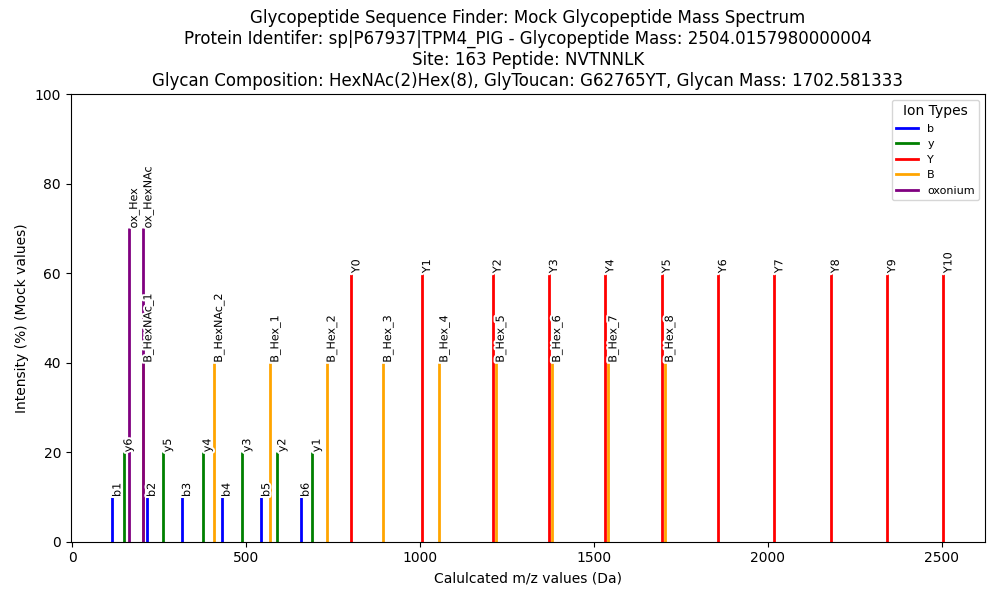 Glycopeptide Sequence Finder: Mock Glycopeptide Mass Spectrum
Protein Identifer: sp|P67937|TPM4_PIG - Glycopeptide Mass: 2504.0157980000004
Site: 163 Peptide: NVTNNLK
Glycan Composition: HexNAc(2)Hex(8), GlyToucan: G62765YT, Glycan Mass: 1702.581333
Intensity (%) (Mock values)
100
80
60
40
20
0
Ion Types
b
y
Y
B
oxonium
ox_Hex
ox_HexNAc
Y0
Y1
Y2
Y3
Y4
Y5
Y6
Y7
Y8
Y9
Y10
B_HexNAc_1
B_HexNAc_2
B_Hex_1
B_Hex_2
B_Hex_3
B_Hex_4
B_Hex_5
B_Hex_6
B_Hex_7
B_Hex_8
y6
y5
y4
y3
y2
y1
b1
b2
b3
b4
b5
b6
0
500
1000
1500
2000
2500
Calulcated m/z values (Da)